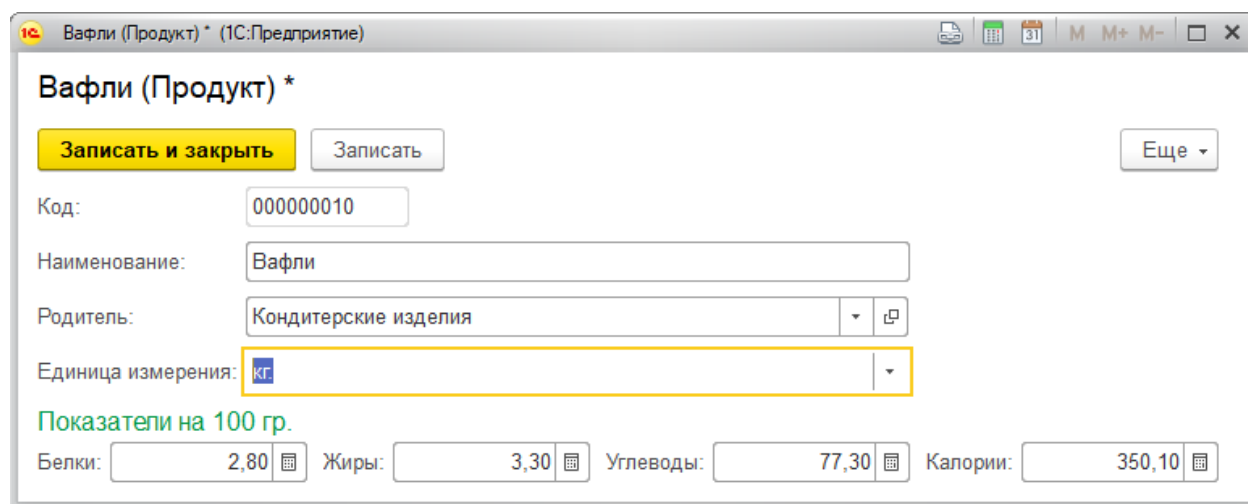 1С Вафли (Продукт) * (1С:Предприятие) 31 M M+ M-
Вафли (Продукт) *
Записать и закрыть Записать Еще
Код: 000000010
Наименование: Вафли
Родитель: Кондитерские изделия
Единица измерения: кг.
Показатели на 100 гр.
Белки: 2,80 Жиры: 3,30 Углеводы: 77,30 Калории: 350,10